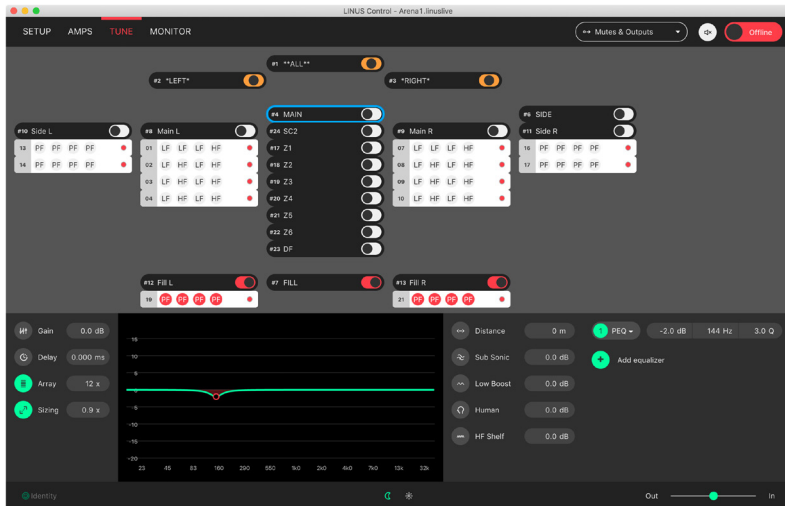 LINUS Control - Arena1.linuslive
SETUP AMPS TUNE MONITOR
Mutes & Outputs
Offline
#1 **ALL**
#2 *LEFT*
#3 *RIGHT*
#4 MAIN
#6 SIDE
#10 Side L
#8 Main L
#24 SC2
#9 Main R
#11 Side R
13 PF PF PF PF
01 LF LF LF HF
#17 Z1
07 LF LF LF HF
16 PF PF PF PF
14 PF PF PF PF
02 LF HF LF HF
#18 Z2
08 LF HF LF HF
17 PF PF PF PF
03 LF HF LF HF
#19 Z3
09 LF HF LF HF
04 LF HF LF HF
#20 Z4
10 LF HF LF HF
#21 Z5
#22 Z6
#23 DF
#12 Fill L
#7 FILL
#13 Fill R
19 PF PF PF PF
21 PF PF PF PF
Gain 0.0 dB
Delay 0.000 ms
Array 12 x
Sizing 0.9 x
15
10
5
0
-5
-10
-15
-20
23 45 83 160 290 550 1k0 2k0 4k0 7k0 13k 32k
Distance 0 m
Sub Sonic 0.0 dB
Low Boost 0.0 dB
Human 0.0 dB
HF Shelf 0.0 dB
1 PEQ -2.0 dB 144 Hz 3.0 Q
Add equalizer
Identity
Out In